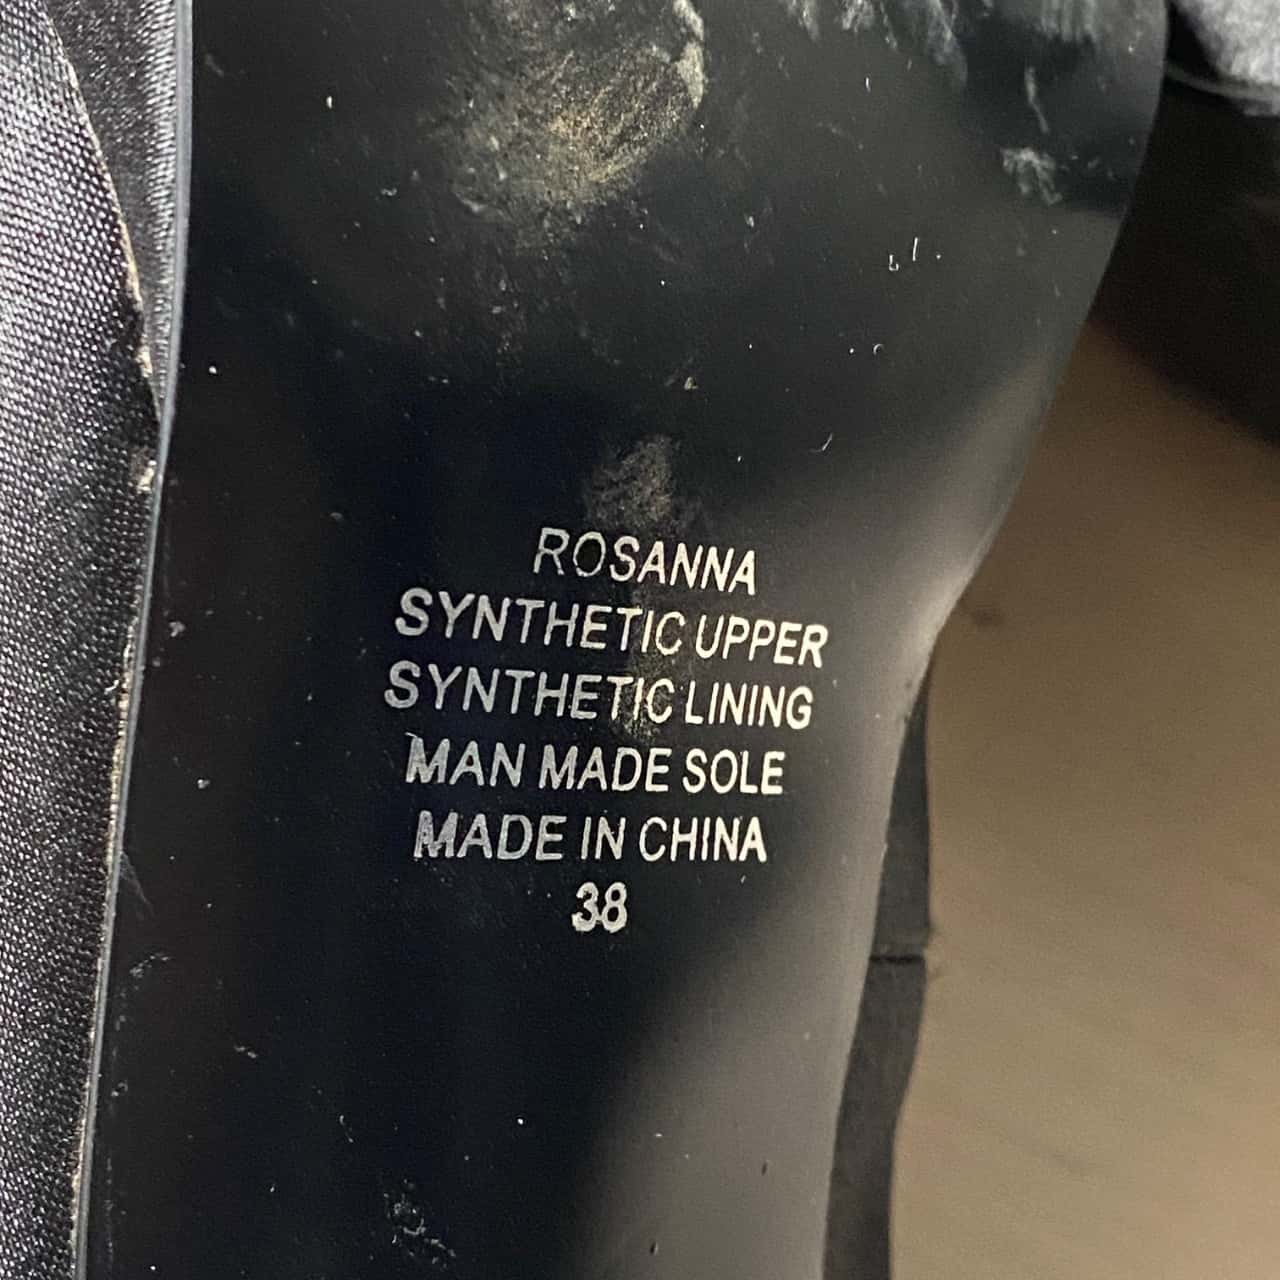 ROSANNA
SYNTHETIC UPPER
SYNTHETIC LINING
MAN MADE SOLE
MADE IN CHINA
38